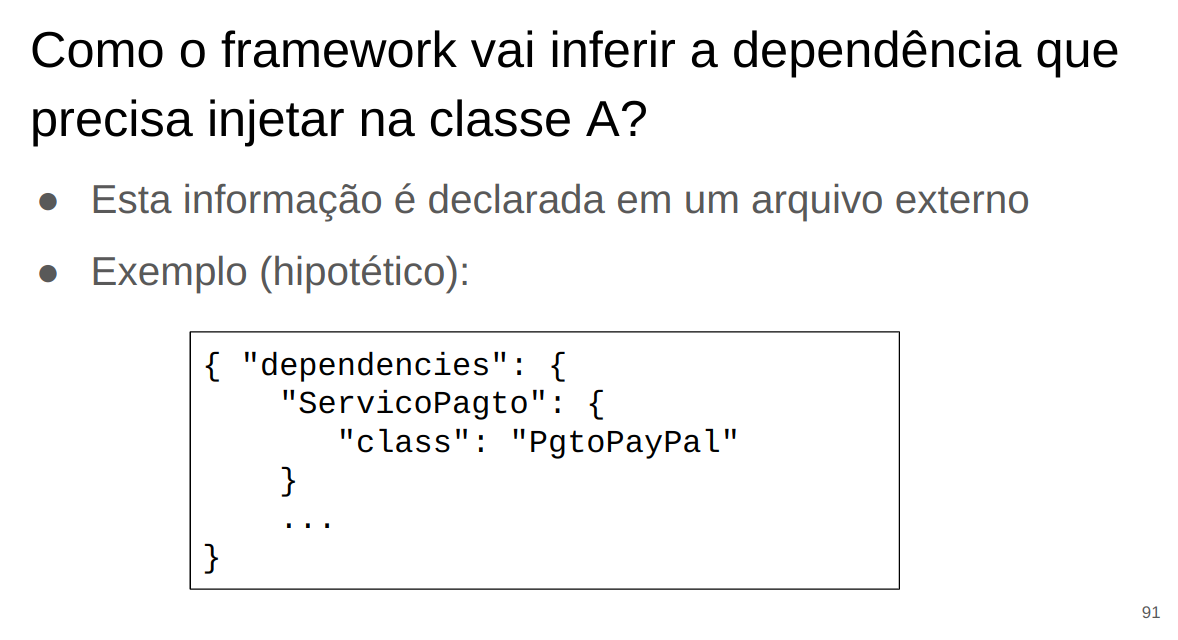 Como o framework vai inferir a dependência que
precisa injetar na classe A?
● Esta informação é declarada em um arquivo externo
● Exemplo (hipotético):
{ "dependencies": {
    "ServicoPagto": {
       "class": "PgtoPayPal"
    }
    ...
}
91